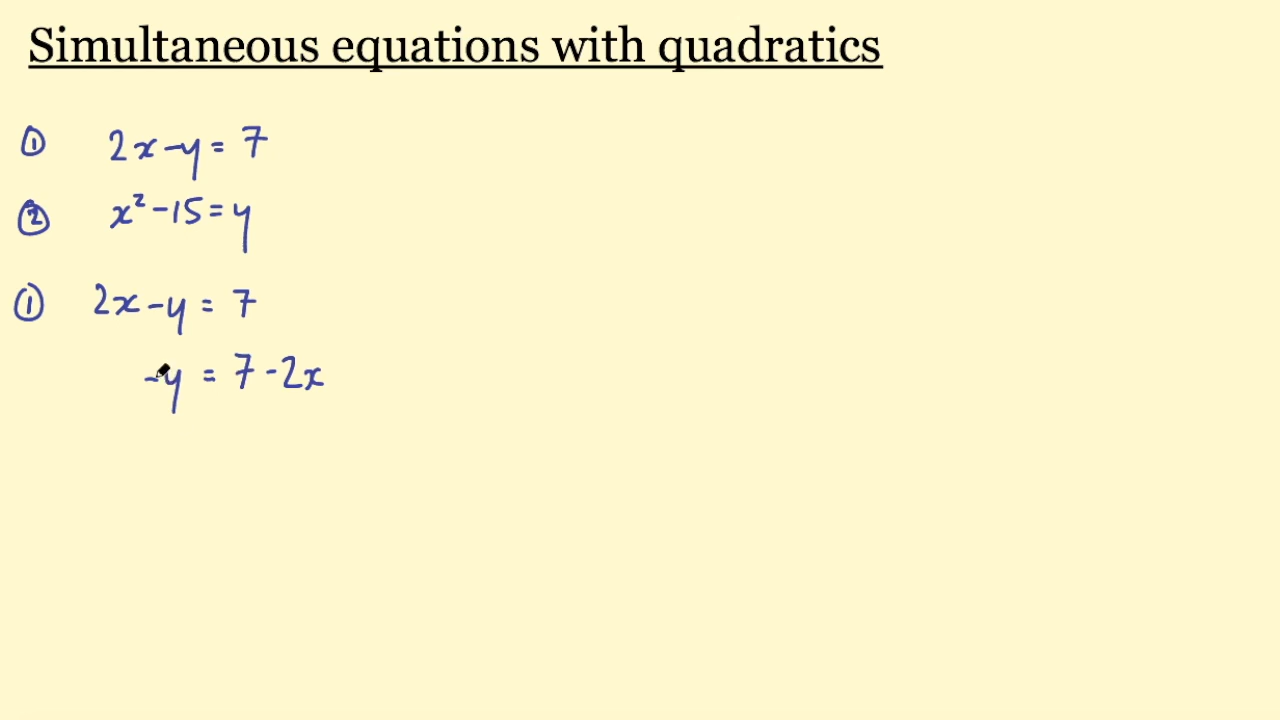 Simultaneous equations with quadratics
① 2x - y = 7
② x² - 15 = y
① 2x - y = 7
-y = 7 - 2x